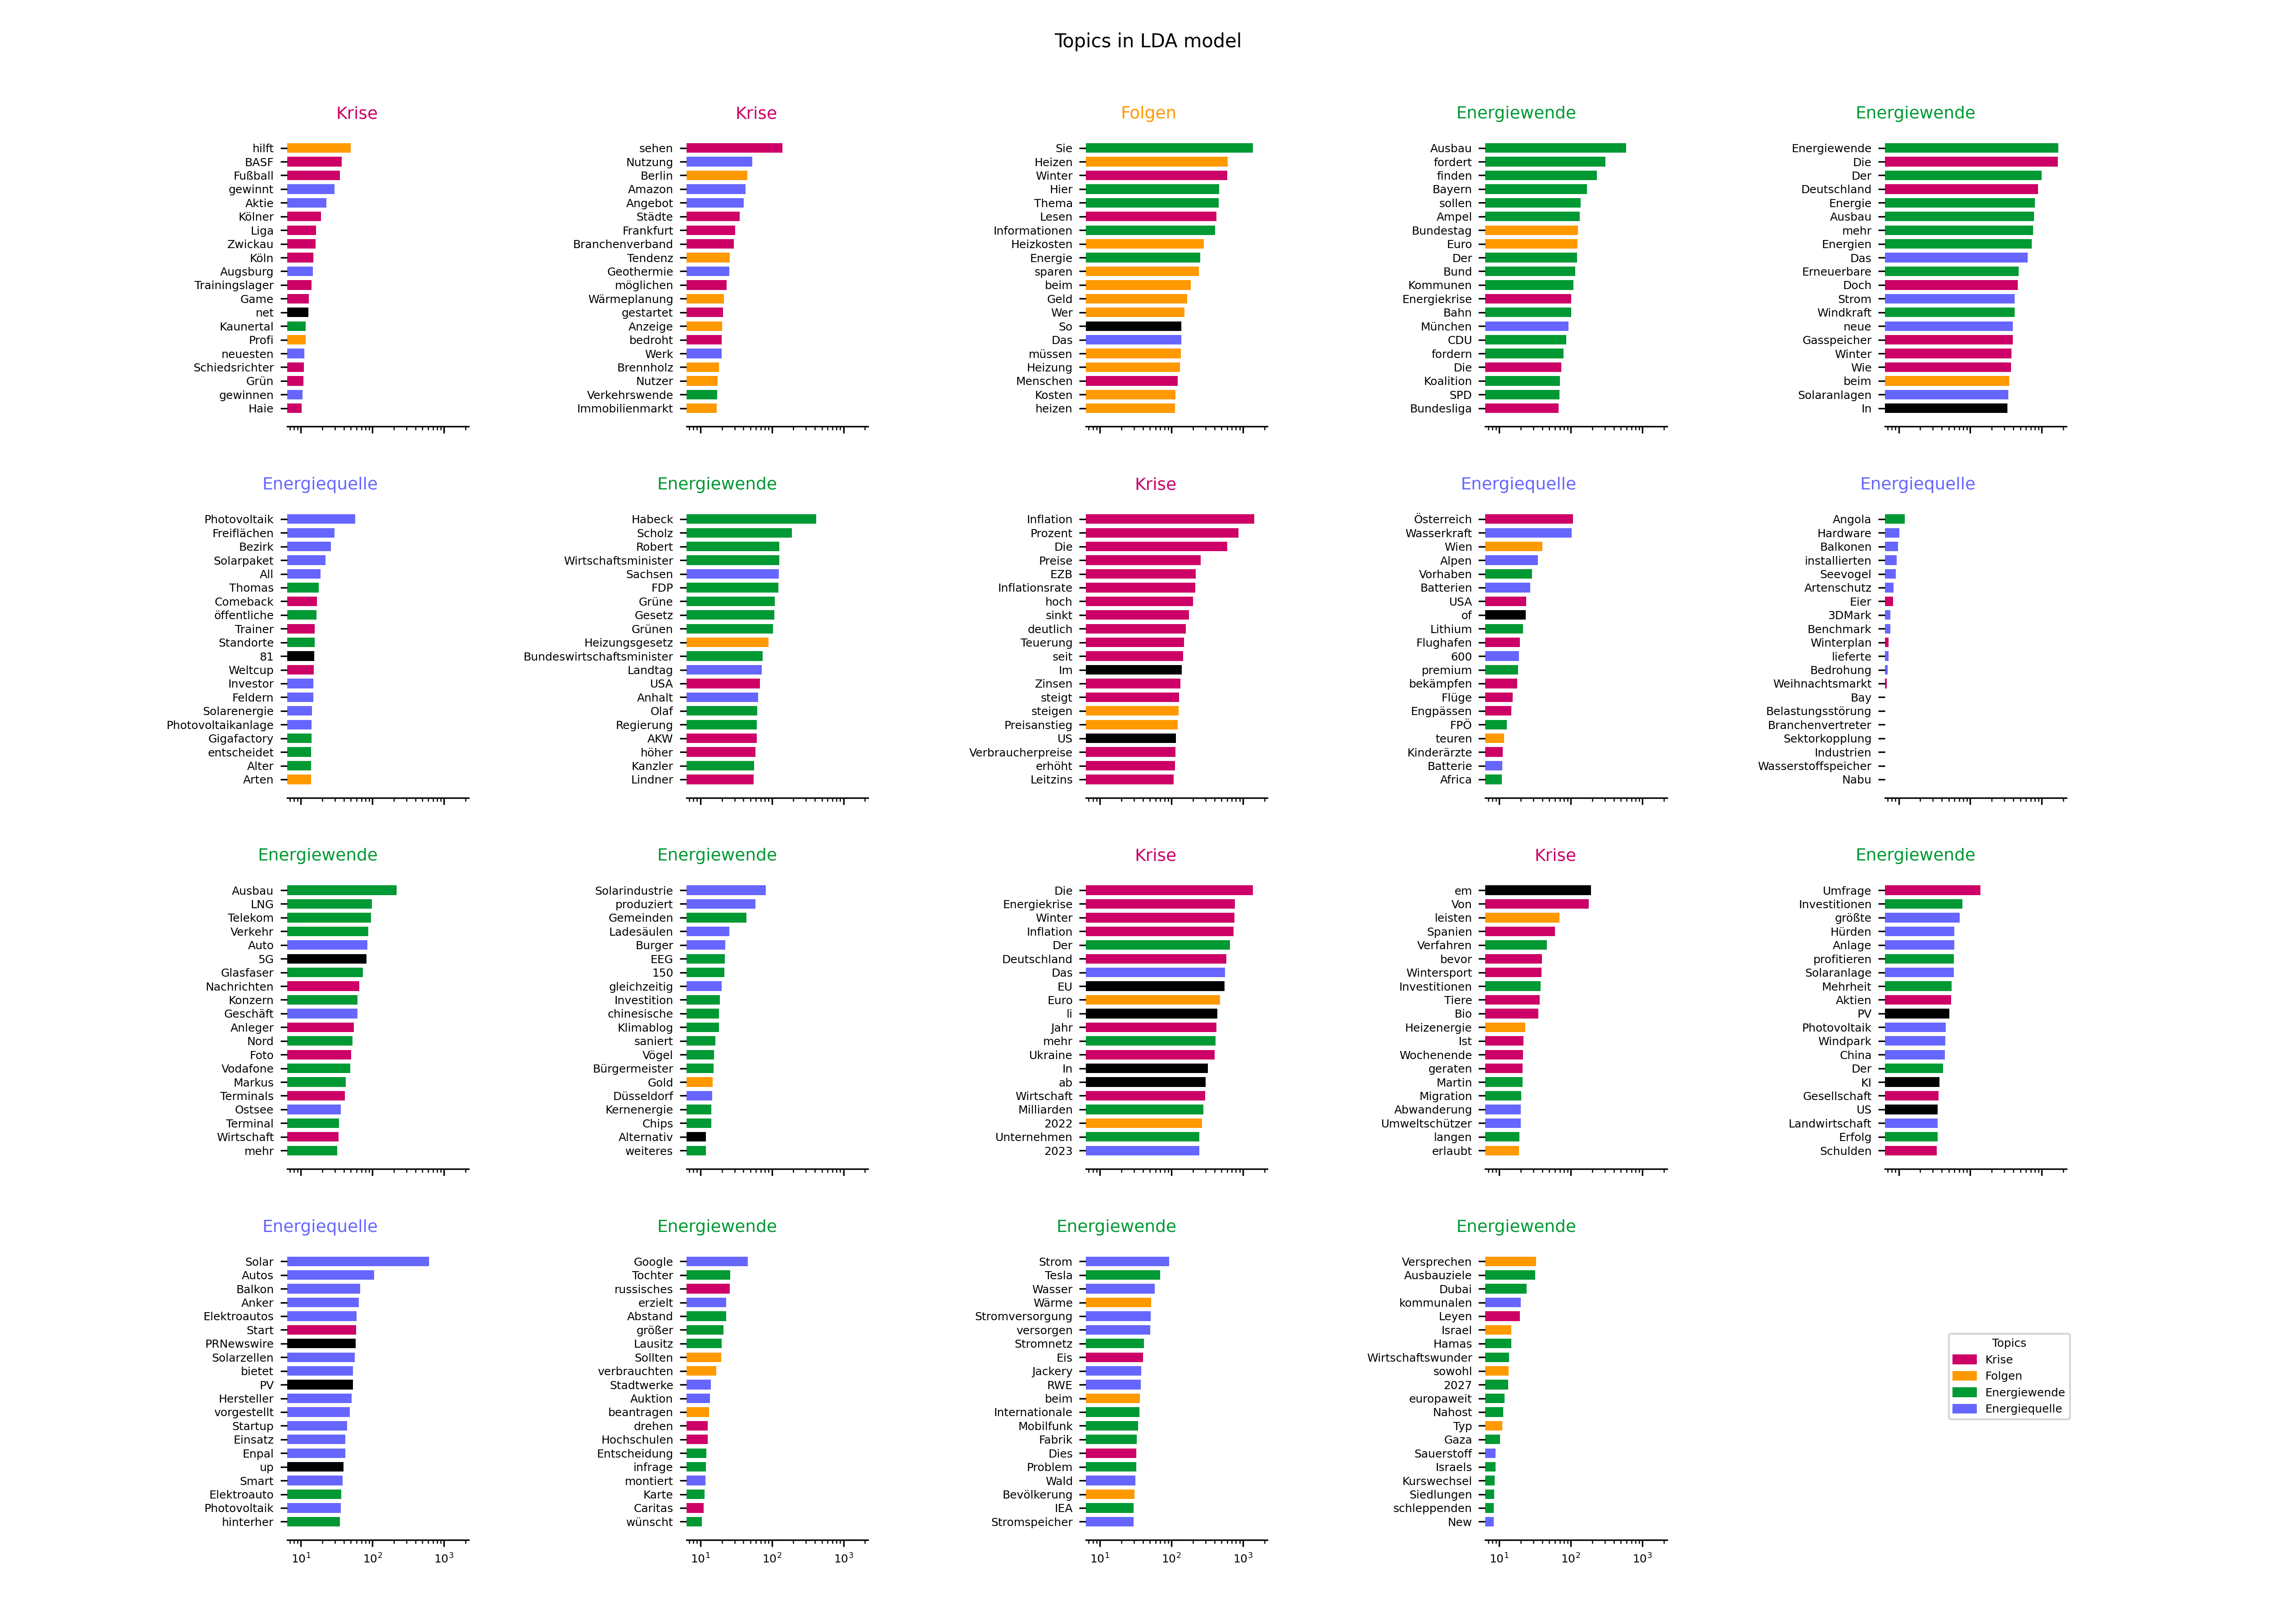 Topics in LDA model
Krise
hilft
BASF
Fußball
gewinnt
Aktie
Kölner
Liga
Zwickau
Köln
Augsburg
Trainingslager
Game
net
Kaunertal
Profi
neuesten
Schiedsrichter
Grün
gewinnen
Haie
Krise
sehen
Nutzung
Berlin
Amazon
Angebot
Städte
Frankfurt
Branchenverband
Tendenz
Geothermie
möglichen
Wärmeplanung
gestartet
Anzeige
bedroht
Werk
Brennholz
Nutzer
Verkehrswende
Immobilienmarkt
Folgen
Sie
Heizen
Winter
Hier
Thema
Lesen
Informationen
Heizkosten
Energie
sparen
beim
Geld
Wer
So
Das
müssen
Heizung
Menschen
Kosten
heizen
Energiewende
Ausbau
fordert
finden
Bayern
sollen
Ampel
Bundestag
Euro
Der
Bund
Kommunen
Energiekrise
Bahn
München
CDU
fordern
Die
Koalition
SPD
Bundesliga
Energiewende
Energiewende
Die
Der
Deutschland
Energie
Ausbau
mehr
Energien
Das
Erneuerbare
Doch
Strom
Windkraft
neue
Gasspeicher
Winter
Wie
beim
Solaranlagen
In
Energiequelle
Photovoltaik
Freiflächen
Bezirk
Solarpaket
All
Thomas
Comeback
öffentliche
Trainer
Standorte
81
Weltcup
Investor
Feldern
Solarenergie
Photovoltaikanlage
Gigafactory
entscheidet
Alter
Arten
Energiewende
Habeck
Scholz
Robert
Wirtschaftsminister
Sachsen
FDP
Grüne
Gesetz
Grünen
Heizungsgesetz
Bundeswirtschaftsminister
Landtag
USA
Anhalt
Olaf
Regierung
AKW
höher
Kanzler
Lindner
Krise
Inflation
Prozent
Die
Preise
EZB
Inflationsrate
hoch
sinkt
deutlich
Teuerung
seit
Im
Zinsen
steigt
steigen
Preisanstieg
US
Verbraucherpreise
erhöht
Leitzins
Energiequelle
Österreich
Wasserkraft
Wien
Alpen
Vorhaben
Batterien
USA
of
Lithium
Flughafen
600
premium
bekämpfen
Flüge
Engpässen
FPÖ
teuren
Kinderärzte
Batterie
Africa
Energiequelle
Angola
Hardware
Balkonen
installierten
Seevogel
Artenschutz
Eier
3DMark
Benchmark
Winterplan
lieferte
Bedrohung
Weihnachtsmarkt
Bay
Belastungsstörung
Branchenvertreter
Sektorkopplung
Industrien
Wasserstoffspeicher
Nabu
Energiewende
Ausbau
LNG
Telekom
Verkehr
Auto
5G
Glasfaser
Nachrichten
Konzern
Geschäft
Anleger
Nord
Foto
Vodafone
Markus
Terminals
Ostsee
Terminal
Wirtschaft
mehr
Energiewende
Solarindustrie
produziert
Gemeinden
Ladesäulen
Burger
EEG
150
gleichzeitig
Investition
chinesische
Klimablog
saniert
Vögel
Bürgermeister
Gold
Düsseldorf
Kernenergie
Chips
Alternativ
weiteres
Krise
Die
Energiekrise
Winter
Inflation
Der
Deutschland
Das
EU
Euro
li
Jahr
mehr
Ukraine
In
ab
Wirtschaft
Milliarden
2022
Unternehmen
2023
Krise
em
Von
leisten
Spanien
Verfahren
bevor
Wintersport
Investitionen
Tiere
Bio
Heizenergie
Ist
Wochenende
geraten
Martin
Migration
Abwanderung
Umweltschützer
langen
erlaubt
Energiewende
Umfrage
Investitionen
größte
Hürden
Anlage
profitieren
Solaranlage
Mehrheit
Aktien
PV
Photovoltaik
Windpark
China
Der
KI
Gesellschaft
US
Landwirtschaft
Erfolg
Schulden
Energiequelle
Solar
Autos
Balkon
Anker
Elektroautos
Start
PRNewswire
Solarzellen
bietet
PV
Hersteller
vorgestellt
Startup
Einsatz
Enpal
up
Smart
Elektroauto
Photovoltaik
hinterher
10¹ 10² 10³
Energiewende
Google
Tochter
russisches
erzielt
Abstand
größer
Lausitz
Sollten
verbrauchten
Stadtwerke
Auktion
beantragen
drehen
Hochschulen
Entscheidung
infrage
montiert
Karte
Caritas
wünscht
10¹ 10² 10³
Energiewende
Strom
Tesla
Wasser
Wärme
Stromversorgung
versorgen
Stromnetz
Eis
Jackery
RWE
beim
Internationale
Mobilfunk
Fabrik
Dies
Problem
Wald
Bevölkerung
IEA
Stromspeicher
10¹ 10² 10³
Energiewende
Versprechen
Ausbauziele
Dubai
kommunalen
Leyen
Israel
Hamas
Wirtschaftswunder
sowohl
2027
europaweit
Nahost
Typ
Gaza
Sauerstoff
Israels
Kurswechsel
Siedlungen
schleppenden
New
10¹ 10² 10³
Topics
Krise
Folgen
Energiewende
Energiequelle